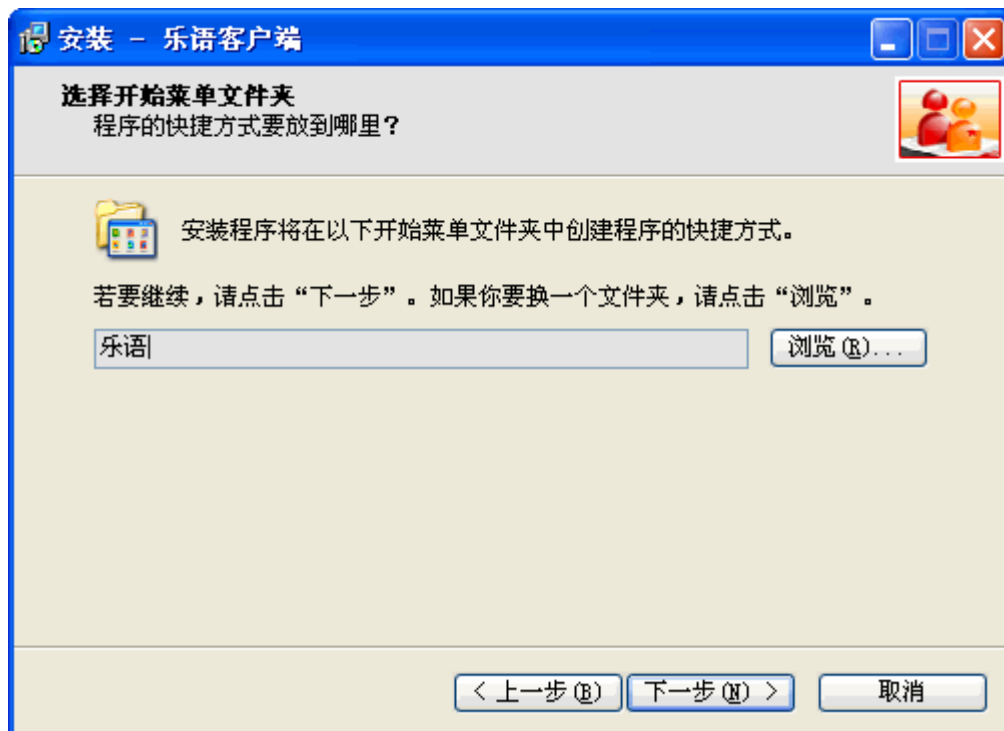 安装 - 乐语客户端
选择开始菜单文件夹
程序的快捷方式要放到哪里？
安装程序将在以下开始菜单文件夹中创建程序的快捷方式。
若要继续，请点击“下一步”。如果你要换一个文件夹，请点击“浏览”。
乐语
浏览(R)...
< 上一步(B)
下一步(N) >
取消